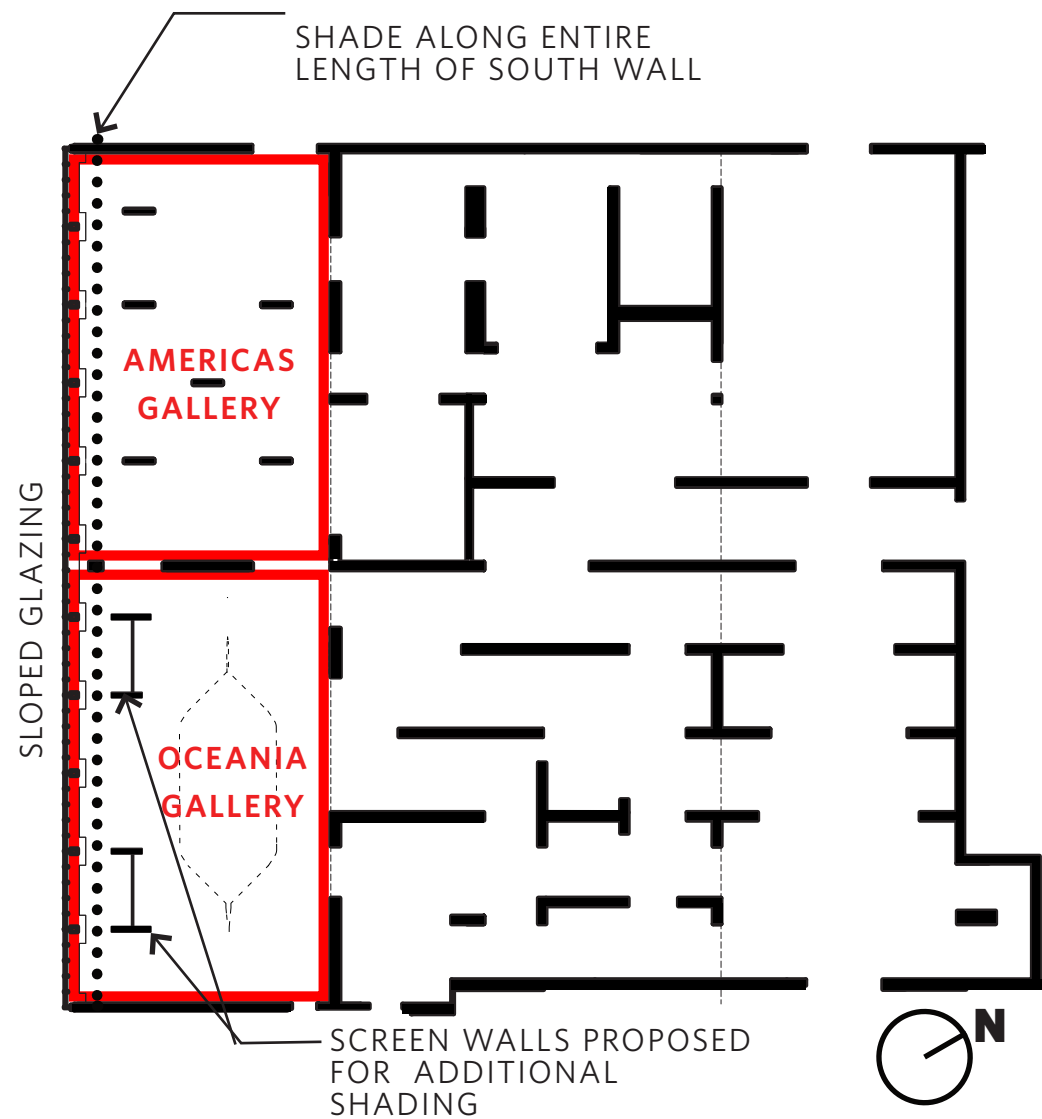 SHADE ALONG ENTIRE
LENGTH OF SOUTH WALL
AMERICAS
GALLERY
SLOPED GLAZING
OCEANIA
GALLERY
SCREEN WALLS PROPOSED
FOR ADDITIONAL
SHADING
N